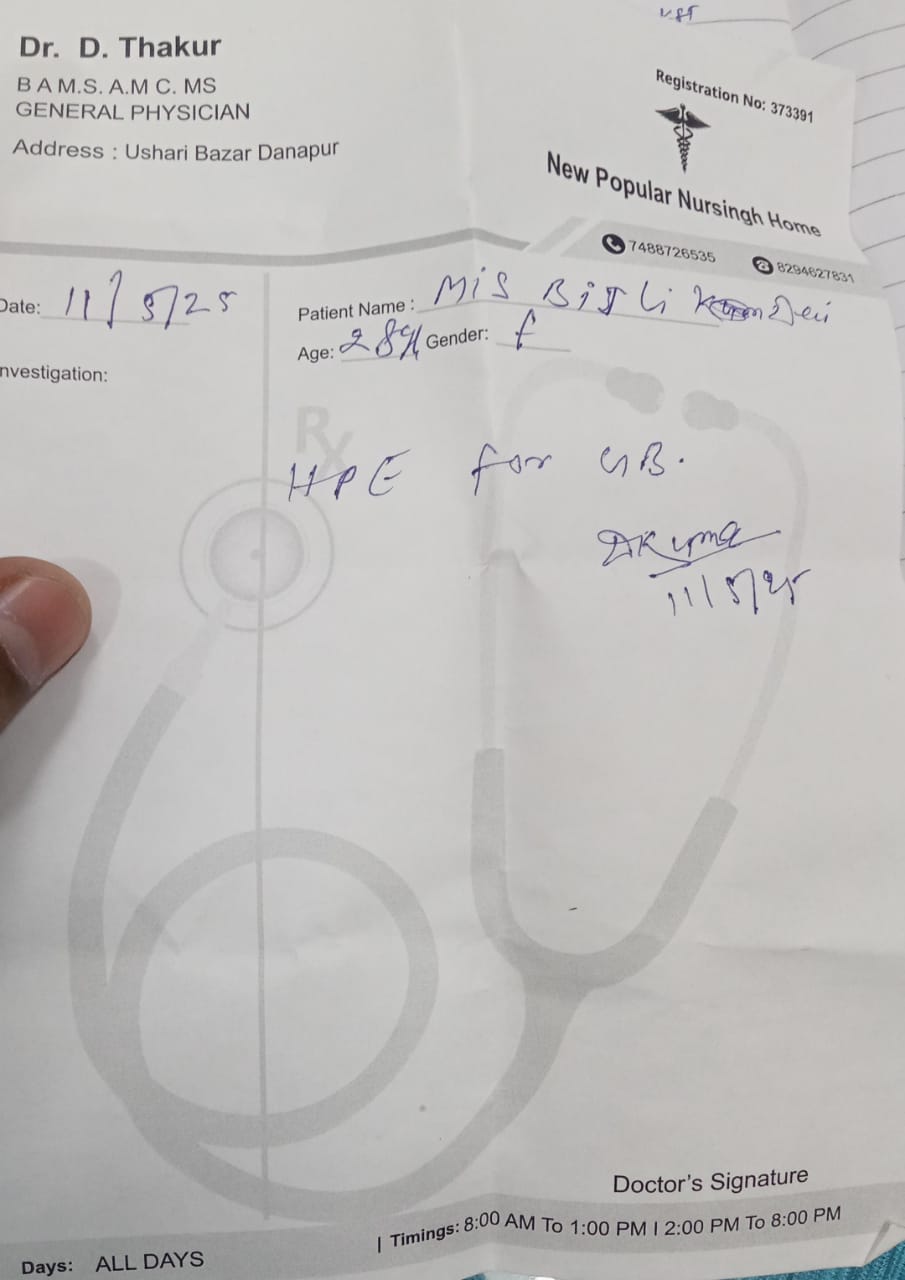 Dr. D. Thakur
B A M.S. A.M C. MS
GENERAL PHYSICIAN
Address : Ushari Bazar Danapur
Registration No: 373391
New Popular Nursingh Home
7488726535 8294627831
Date: 11/5/25
Patient Name : Mis Bijli
Age: 28 Gender: f
nvestigation:
Rx
HPE for GB.
11/5/25
Doctor's Signature
Days: ALL DAYS | Timings: 8:00 AM To 1:00 PM I 2:00 PM To 8:00 PM